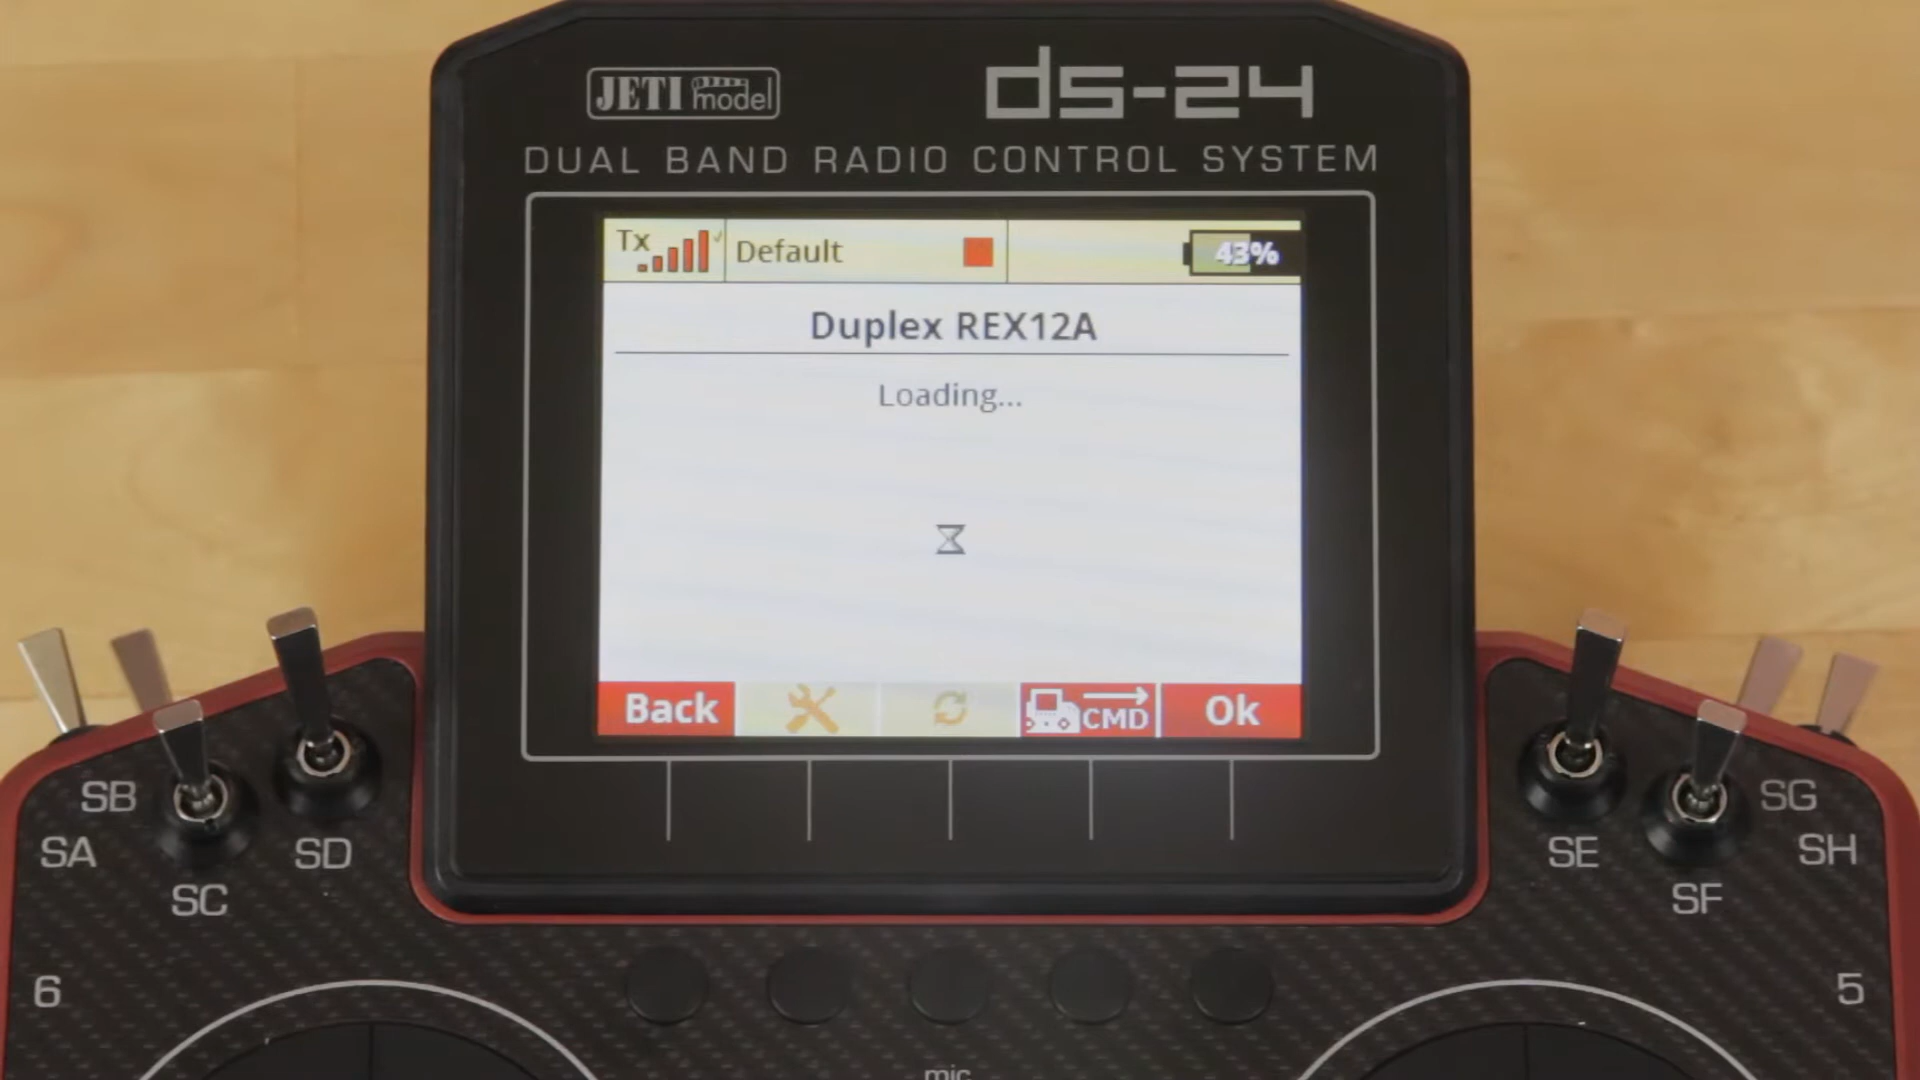 JETI model
ds-24
DUAL BAND RADIO CONTROL SYSTEM
Tx
Default
43%
Duplex REX12A
Loading...
Back
CMD
Ok
SB
SA
SC
SD
SE
SF
SG
SH
6
5
mic